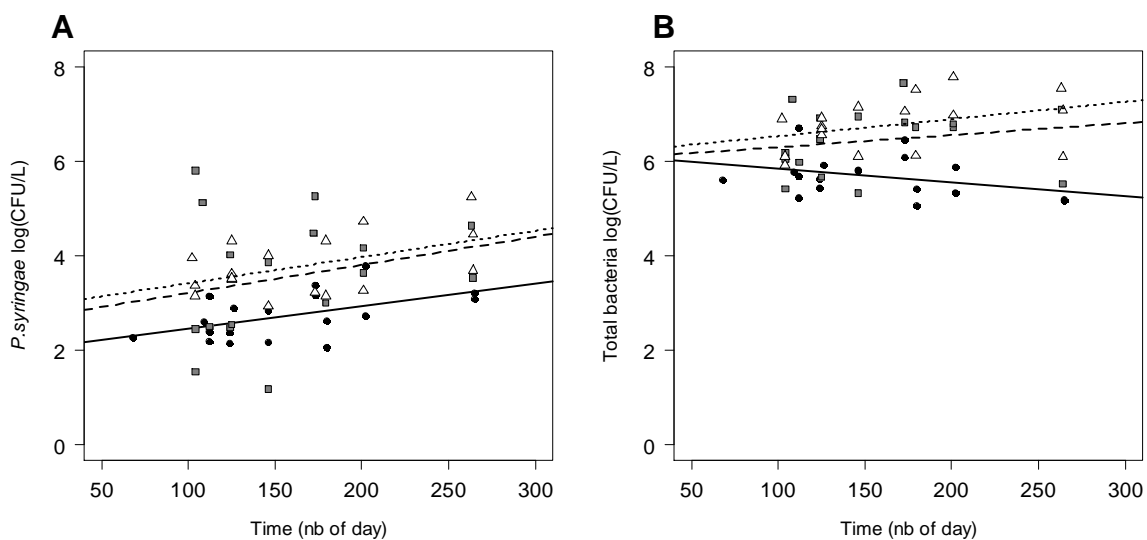 A
8
6
4
2
0
P.syringae log(CFU/L)
50 100 150 200 250 300
Time (nb of day)
B
8
6
4
2
0
Total bacteria log(CFU/L)
50 100 150 200 250 300
Time (nb of day)